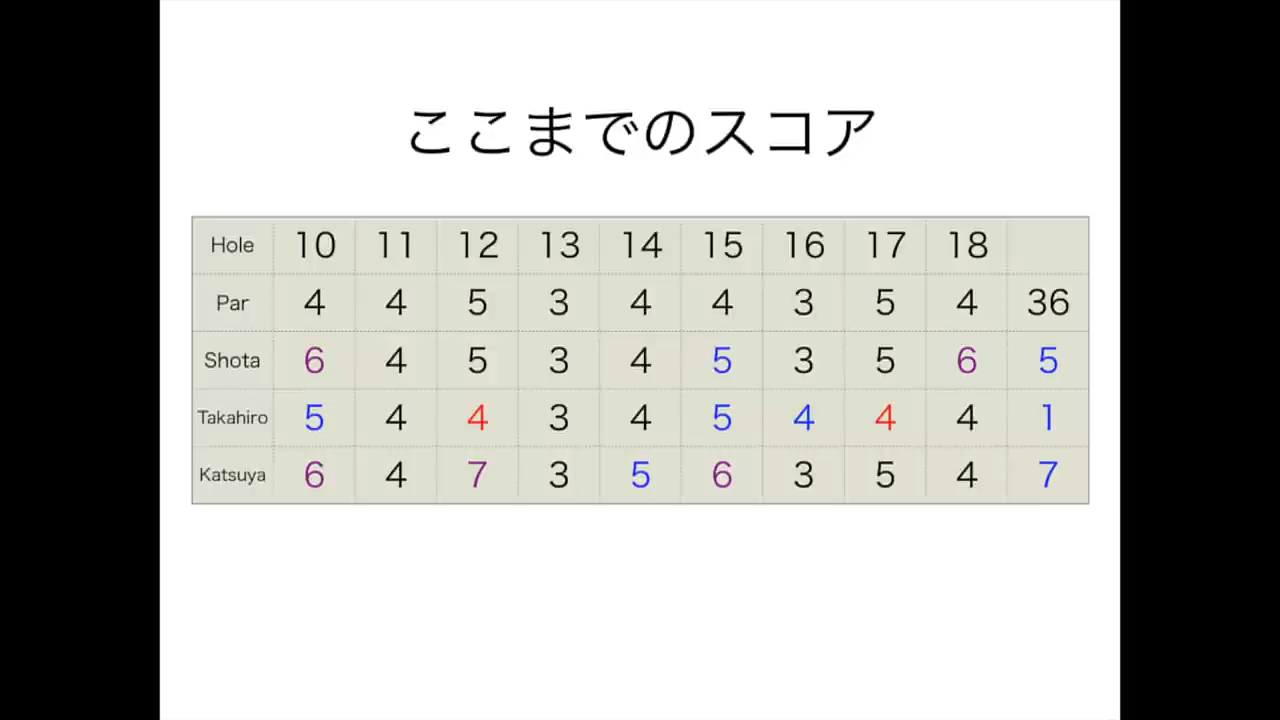 ここまでのスコア
Hole 10 11 12 13 14 15 16 17 18
Par 4 4 5 3 4 4 3 5 4 36
Shota 6 4 5 3 4 5 3 5 6 5
Takahiro 5 4 4 3 4 5 4 4 4 1
Katsuya 6 4 7 3 5 6 3 5 4 7